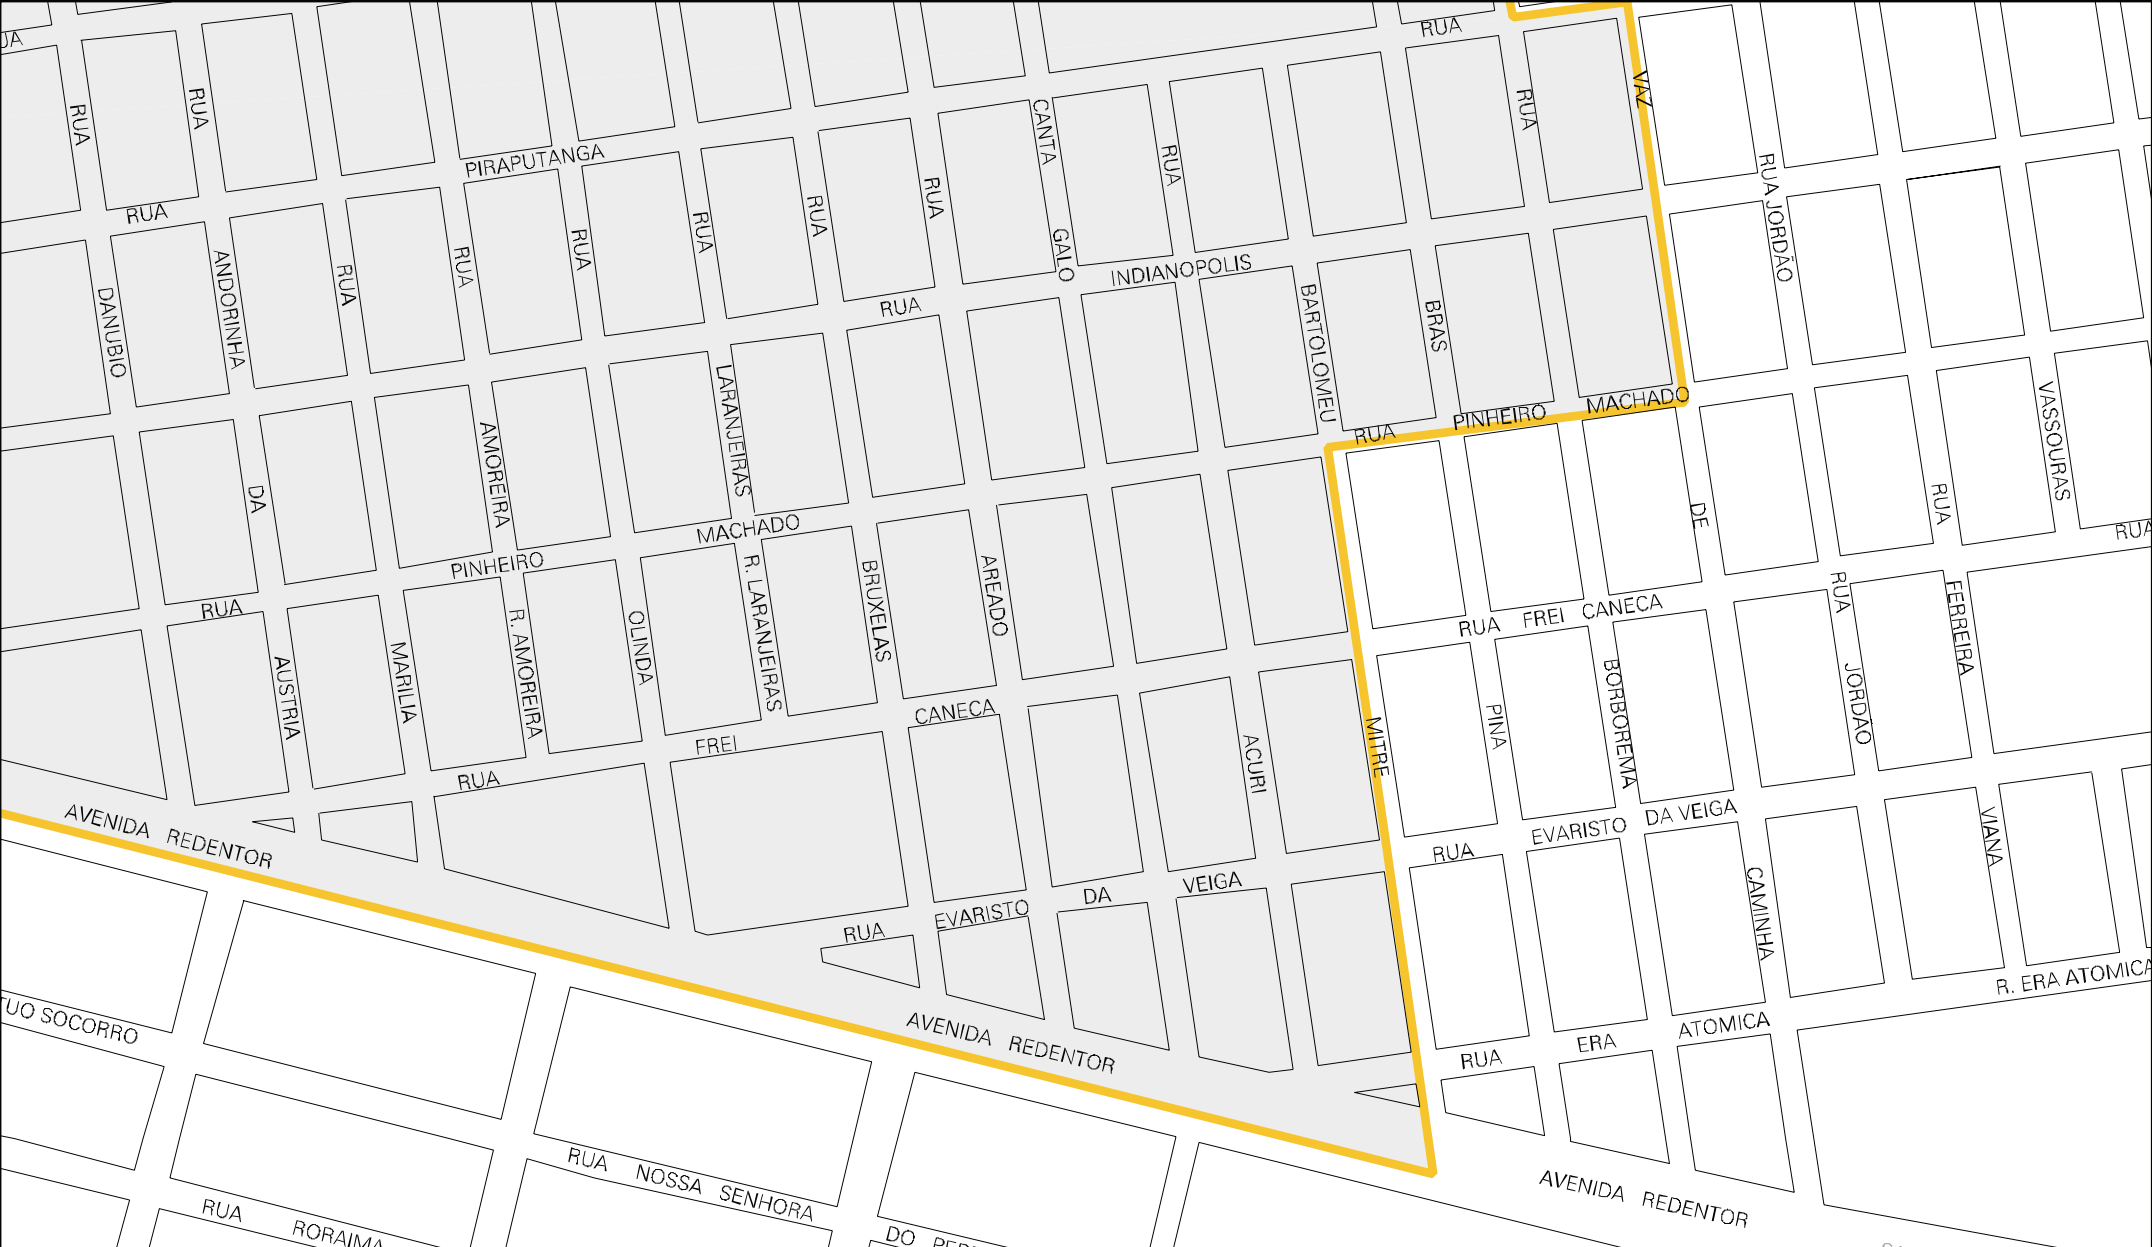 RUA
VAZ
RUA
RUA
RUA
RUA
CANTA
GALO
RUA
PIRAPUTANGA
RUA
RUA
RUA
RUA
RUA
RUA
RUA
RUA
JORDÃO
INDIANOPOLIS
RUA
DANUBIO
ANDORINHA
BARTOLOMEU
BRAS
LARANJEIRAS
AMOREIRA
DA
RUA
PINHEIRO
MACHADO
VASSOURAS
RUA
DE
RUA
MACHADO
PINHEIRO
RUA
R. LARANJEIRAS
BRUXELAS
AREADO
RUA
FREI
CANECA
RUA
FERREIRA
R. AMOREIRA
OLINDA
AUSTRIA
MARILIA
BORBOREMA
JORDÃO
PINA
MITRE
ACURI
CANECA
FREI
RUA
AVENIDA REDENTOR
RUA
EVARISTO
DA VEIGA
VIANA
CAMINHA
VEIGA
DA
EVARISTO
RUA
R. ERA ATOMICA
ATOMICA
ERA
RUA
AVENIDA REDENTOR
SOCORRO
RUA NOSSA SENHORA
DO
RUA RORAIMA
AVENIDA REDENTOR